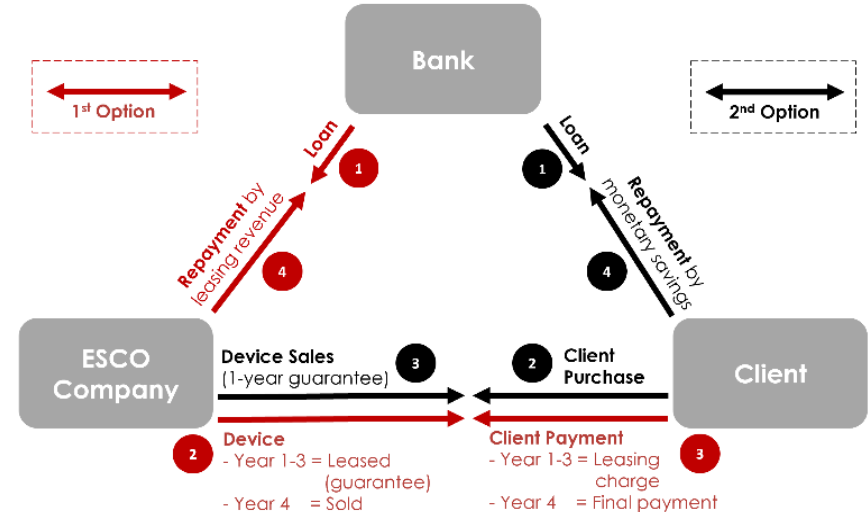 Bank
1st Option
2nd Option
Loan
1
Loan
1
Repayment by
leasing revenue
4
Repayment by
monetary savings
4
ESCO
Company
Device Sales
(1-year guarantee)
3
2
Client
Purchase
Client
2
Device
- Year 1-3 = Leased
(guarantee)
- Year 4 = Sold
Client Payment
- Year 1-3 = Leasing
charge
- Year 4 = Final payment
3